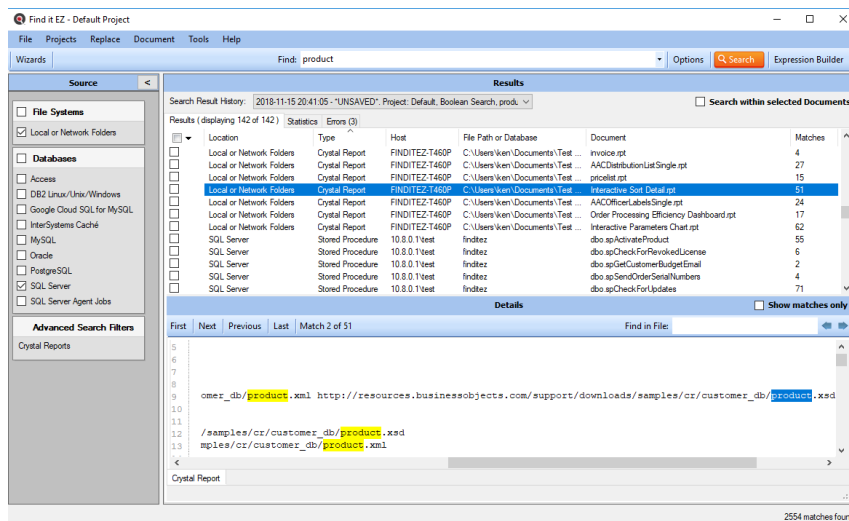 Find it EZ - Default Project
File Projects Replace Document Tools Help
Wizards Find: product Options Search Expression Builder
Source <
File Systems
Local or Network Folders
Databases
Access
DB2 Linux/Unix/Windows
Google Cloud SQL for MySQL
InterSystems Caché
MySQL
Oracle
PostgreSQL
SQL Server
SQL Server Agent Jobs
Advanced Search Filters
Crystal Reports
Results
Search Result History: 2018-11-15 20:41:05 - *UNSAVED*. Project: Default, Boolean Search, produ Search within selected Documents
Results ( displaying 142 of 142 ) Statistics Errors (3)
Location Type Host File Path or Database Document Matches
Local or Network Folders Crystal Report FINDITEZ-T460P C:\Users\ken\Documents\Test ... invoice.rpt 4
Local or Network Folders Crystal Report FINDITEZ-T460P C:\Users\ken\Documents\Test ... AACDistributionListSingle.rpt 27
Local or Network Folders Crystal Report FINDITEZ-T460P C:\Users\ken\Documents\Test ... pricelist.rpt 15
Local or Network Folders Crystal Report FINDITEZ-T460P C:\Users\ken\Documents\Test ... Interactive Sort Detail.rpt 51
Local or Network Folders Crystal Report FINDITEZ-T460P C:\Users\ken\Documents\Test ... AACOfficerLabelsSingle.rpt 24
Local or Network Folders Crystal Report FINDITEZ-T460P C:\Users\ken\Documents\Test ... Order Processing Efficiency Dashboard.rpt 17
Local or Network Folders Crystal Report FINDITEZ-T460P C:\Users\ken\Documents\Test ... Interactive Parameters Chart.rpt 62
SQL Server Stored Procedure 10.8.0.1\test finditez dbo.spActivateProduct 55
SQL Server Stored Procedure 10.8.0.1\test finditez dbo.spCheckForRevokedLicense 6
SQL Server Stored Procedure 10.8.0.1\test finditez dbo.spGetCustomerBudgetEmail 2
SQL Server Stored Procedure 10.8.0.1\test finditez dbo.spSendOrderSerialNumbers 4
SQL Server Stored Procedure 10.8.0.1\test finditez dbo.spCheckForUpdates 71
Details Show matches only
First Next Previous Last Match 2 of 51 Find in File:
5
6
7
8
9 omer_db/product.xml http://resources.businessobjects.com/support/downloads/samples/cr/customer_db/product.xsd
10
11
12 /samples/cr/customer_db/product.xsd
13 mples/cr/customer_db/product.xml
Crystal Report
2554 matches foun